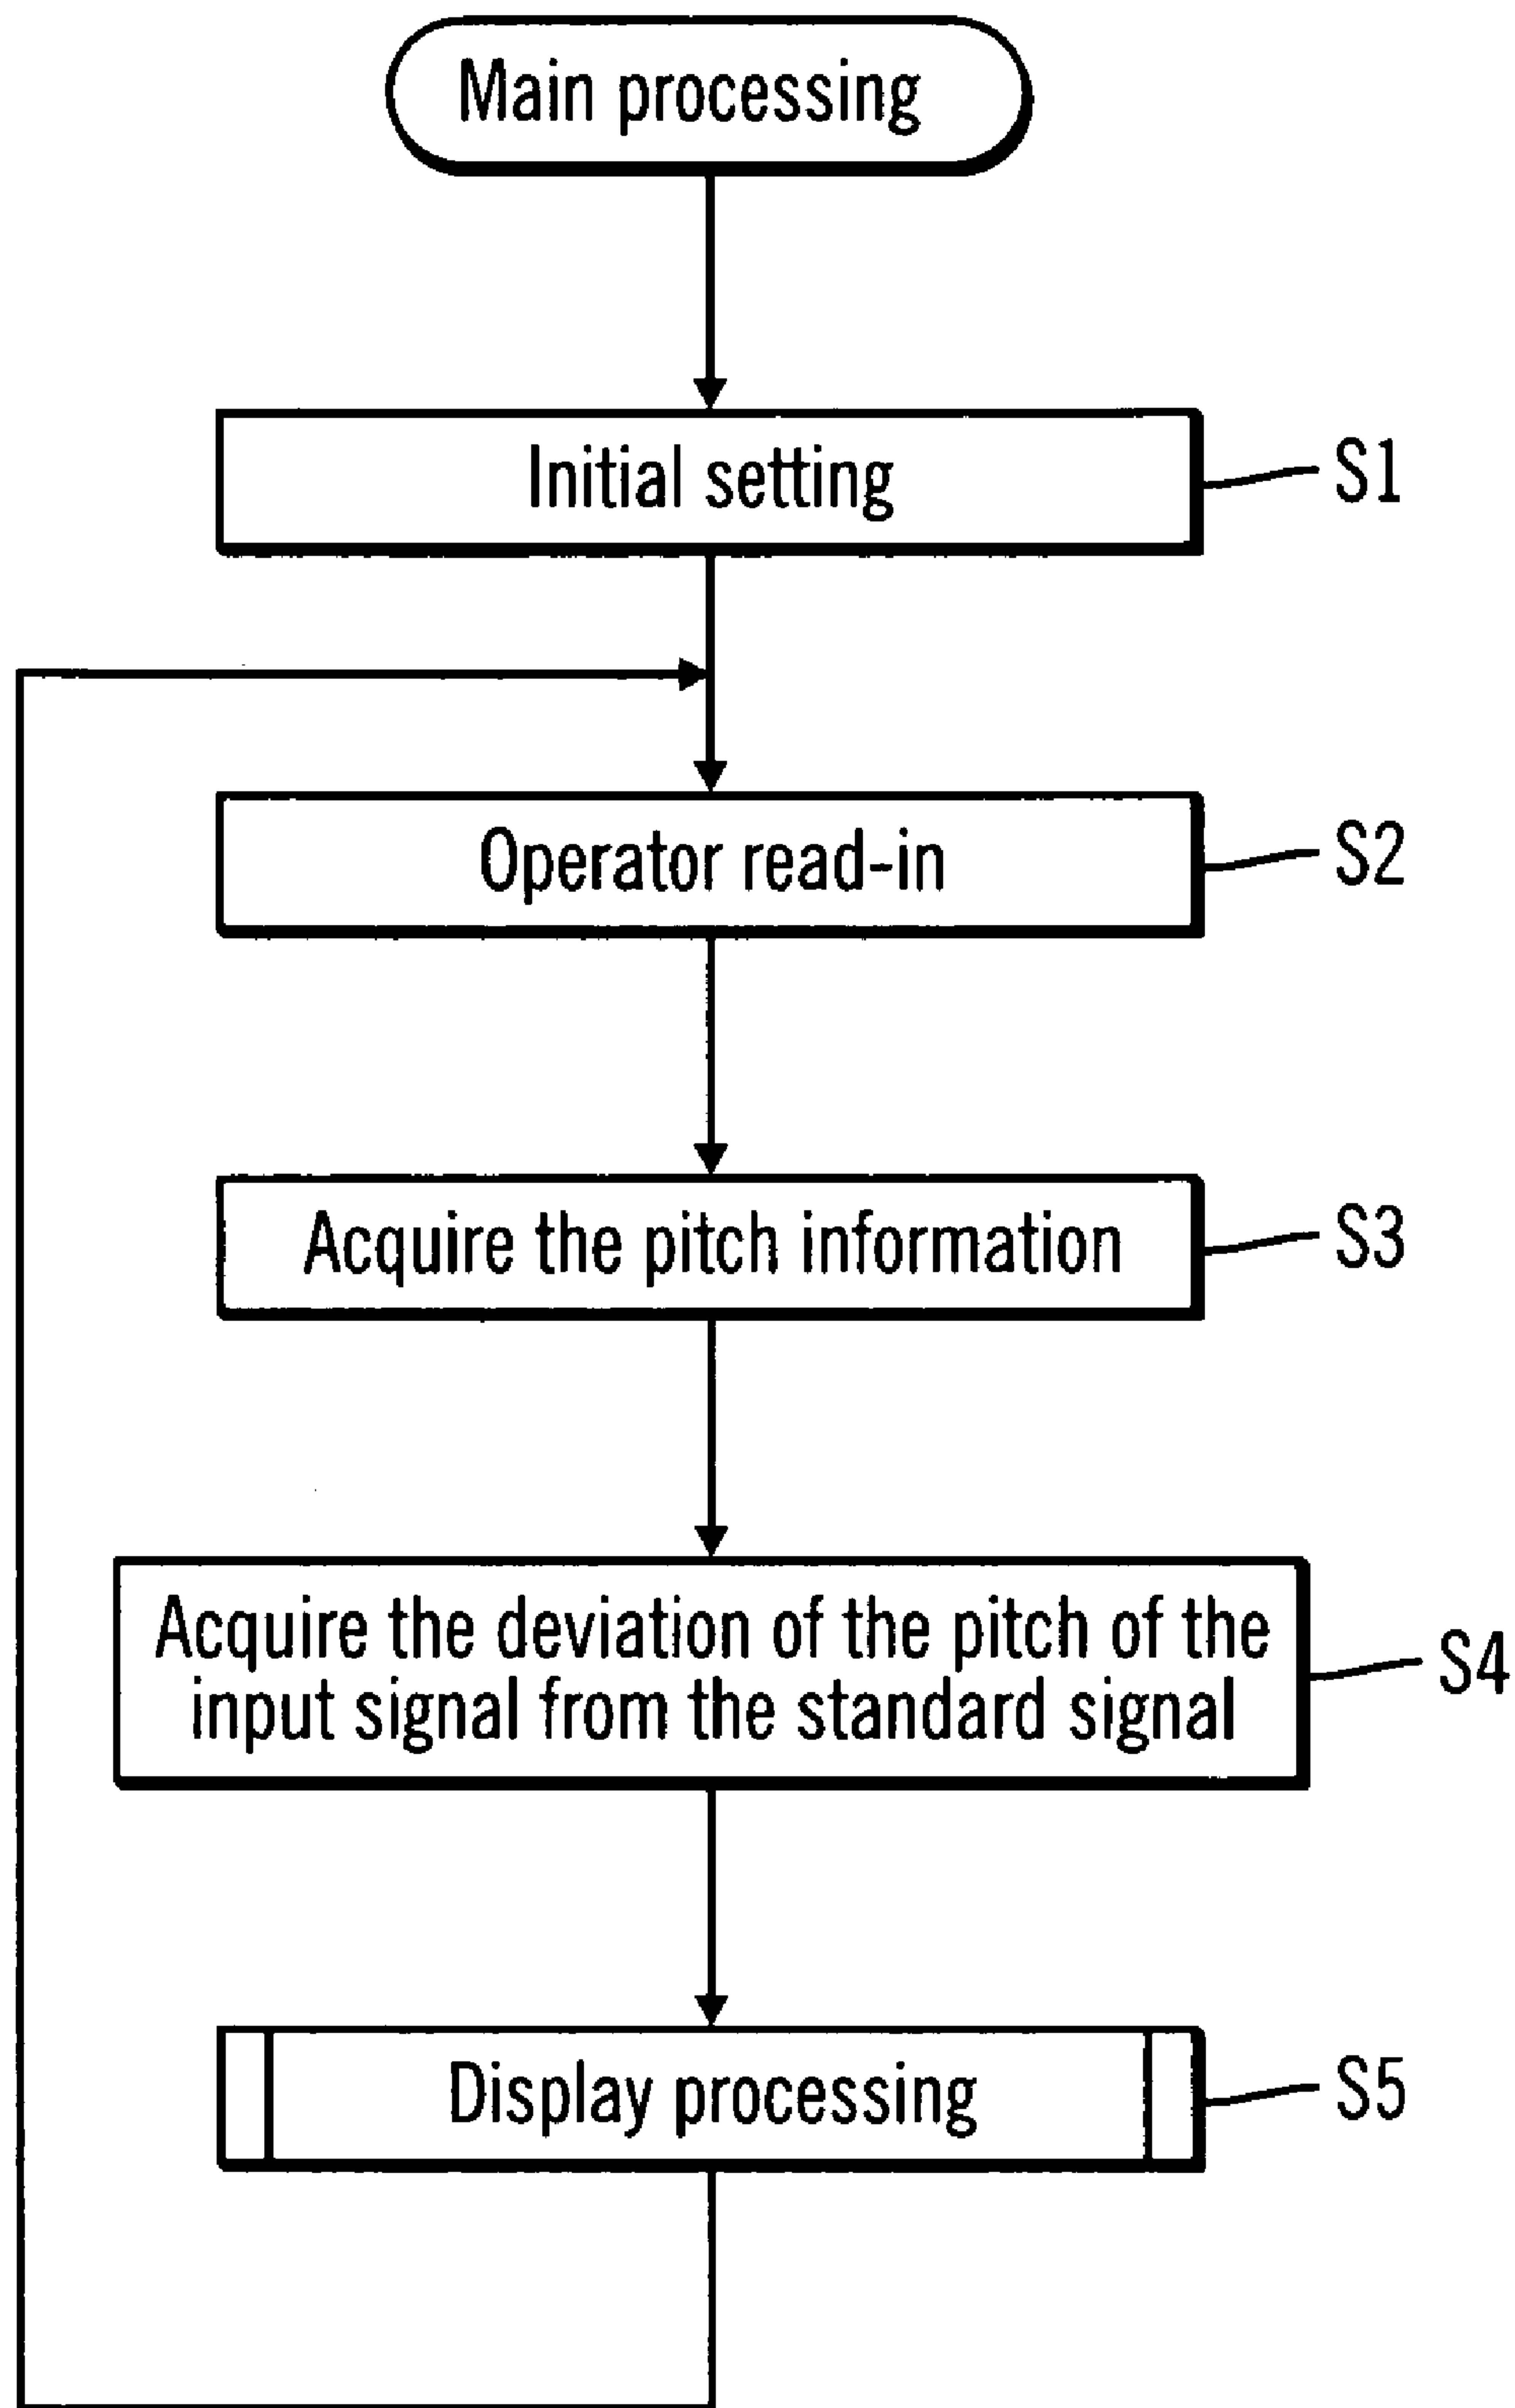 Main processing
Initial setting
S1
Operator read-in
S2
Acquire the pitch information
S3
Acquire the deviation of the pitch of the
input signal from the standard signal
S4
Display processing
S5